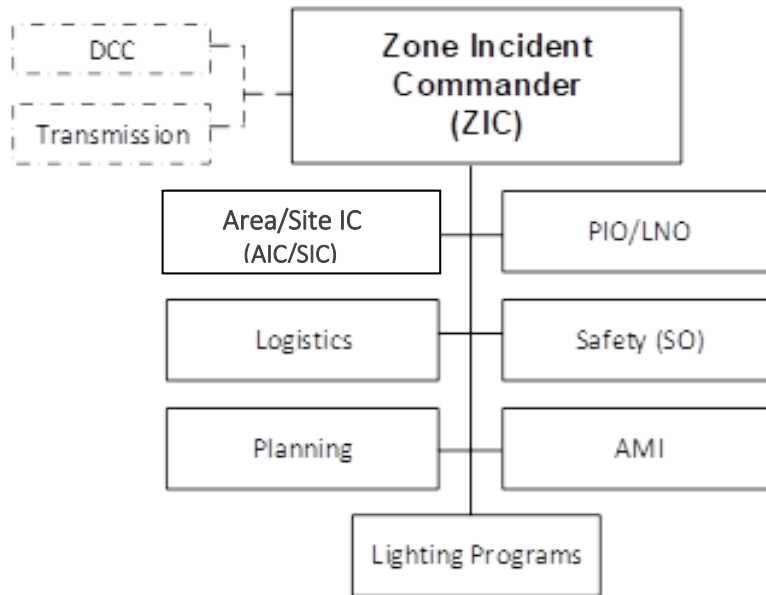 DCC
Transmission
Zone Incident
Commander
(ZIC)
Area/Site IC
(AIC/SIC)
PIO/LNO
Logistics
Safety (SO)
Planning
AMI
Lighting Programs